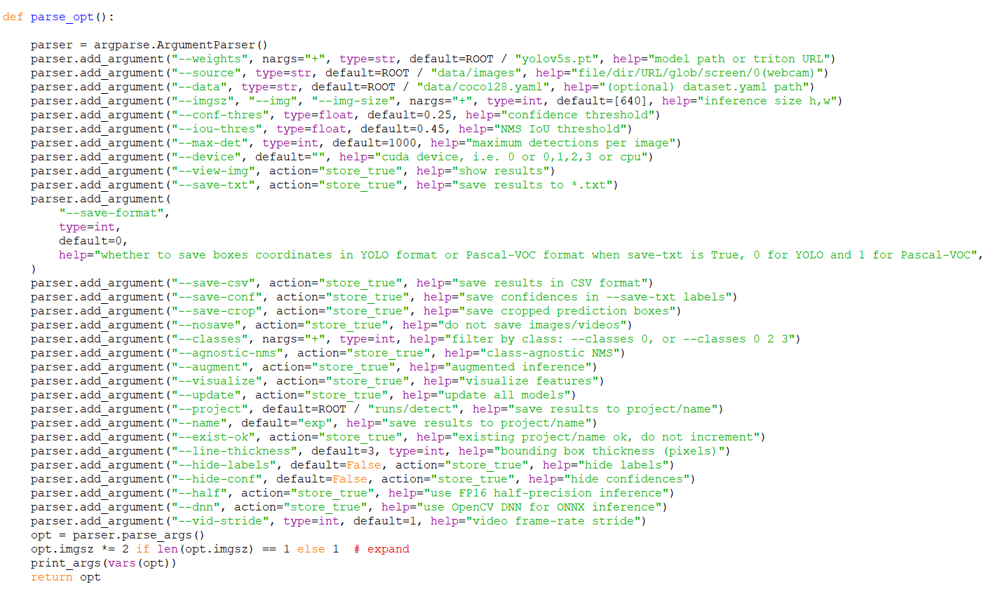 def parse_opt():
    parser = argparse.ArgumentParser()
    parser.add_argument("--weights", nargs="+", type=str, default=ROOT / "yolov5s.pt", help="model path or triton URL")
    parser.add_argument("--source", type=str, default=ROOT / "data/images", help="file/dir/URL/glob/screen/0(webcam)")
    parser.add_argument("--data", type=str, default=ROOT / "data/coco128.yaml", help="(optional) dataset.yaml path")
    parser.add_argument("--imgsz", "--img", "--img-size", nargs="+", type=int, default=[640], help="inference size h,w")
    parser.add_argument("--conf-thres", type=float, default=0.25, help="confidence threshold")
    parser.add_argument("--iou-thres", type=float, default=0.45, help="NMS IoU threshold")
    parser.add_argument("--max-det", type=int, default=1000, help="maximum detections per image")
    parser.add_argument("--device", default="", help="cuda device, i.e. 0 or 0,1,2,3 or cpu")
    parser.add_argument("--view-img", action="store_true", help="show results")
    parser.add_argument("--save-txt", action="store_true", help="save results to *.txt")
    parser.add_argument(
        "--save-format",
        type=int,
        default=0,
        help="whether to save boxes coordinates in YOLO format or Pascal-VOC format when save-txt is True, 0 for YOLO and 1 for Pascal-VOC",
    )
    parser.add_argument("--save-csv", action="store_true", help="save results in CSV format")
    parser.add_argument("--save-conf", action="store_true", help="save confidences in --save-txt labels")
    parser.add_argument("--save-crop", action="store_true", help="save cropped prediction boxes")
    parser.add_argument("--nosave", action="store_true", help="do not save images/videos")
    parser.add_argument("--classes", nargs="+", type=int, help="filter by class: --classes 0, or --classes 0 2 3")
    parser.add_argument("--agnostic-nms", action="store_true", help="class-agnostic NMS")
    parser.add_argument("--augment", action="store_true", help="augmented inference")
    parser.add_argument("--visualize", action="store_true", help="visualize features")
    parser.add_argument("--update", action="store_true", help="update all models")
    parser.add_argument("--project", default=ROOT / "runs/detect", help="save results to project/name")
    parser.add_argument("--name", default="exp", help="save results to project/name")
    parser.add_argument("--exist-ok", action="store_true", help="existing project/name ok, do not increment")
    parser.add_argument("--line-thickness", default=3, type=int, help="bounding box thickness (pixels)")
    parser.add_argument("--hide-labels", default=False, action="store_true", help="hide labels")
    parser.add_argument("--hide-conf", default=False, action="store_true", help="hide confidences")
    parser.add_argument("--half", action="store_true", help="use FP16 half-precision inference")
    parser.add_argument("--dnn", action="store_true", help="use OpenCV DNN for ONNX inference")
    parser.add_argument("--vid-stride", type=int, default=1, help="video frame-rate stride")
    opt = parser.parse_args()
    opt.imgsz *= 2 if len(opt.imgsz) == 1 else 1  # expand
    print_args(vars(opt))
    return opt